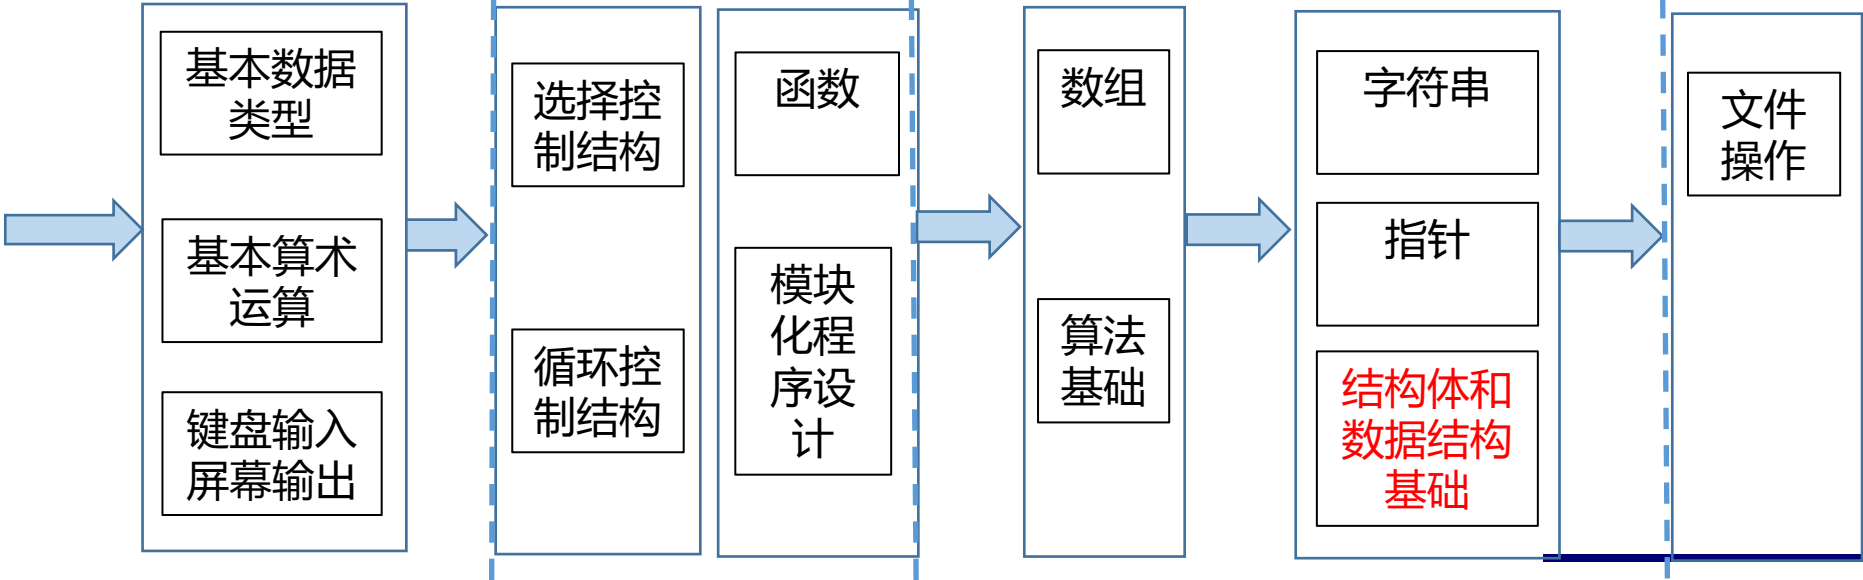 基本数据
类型
基本算术
运算
键盘输入
屏幕输出
选择控
制结构
循环控
制结构
函数
模块
化程
序设
计
数组
算法
基础
字符串
指针
结构体和
数据结构
基础
文件
操作